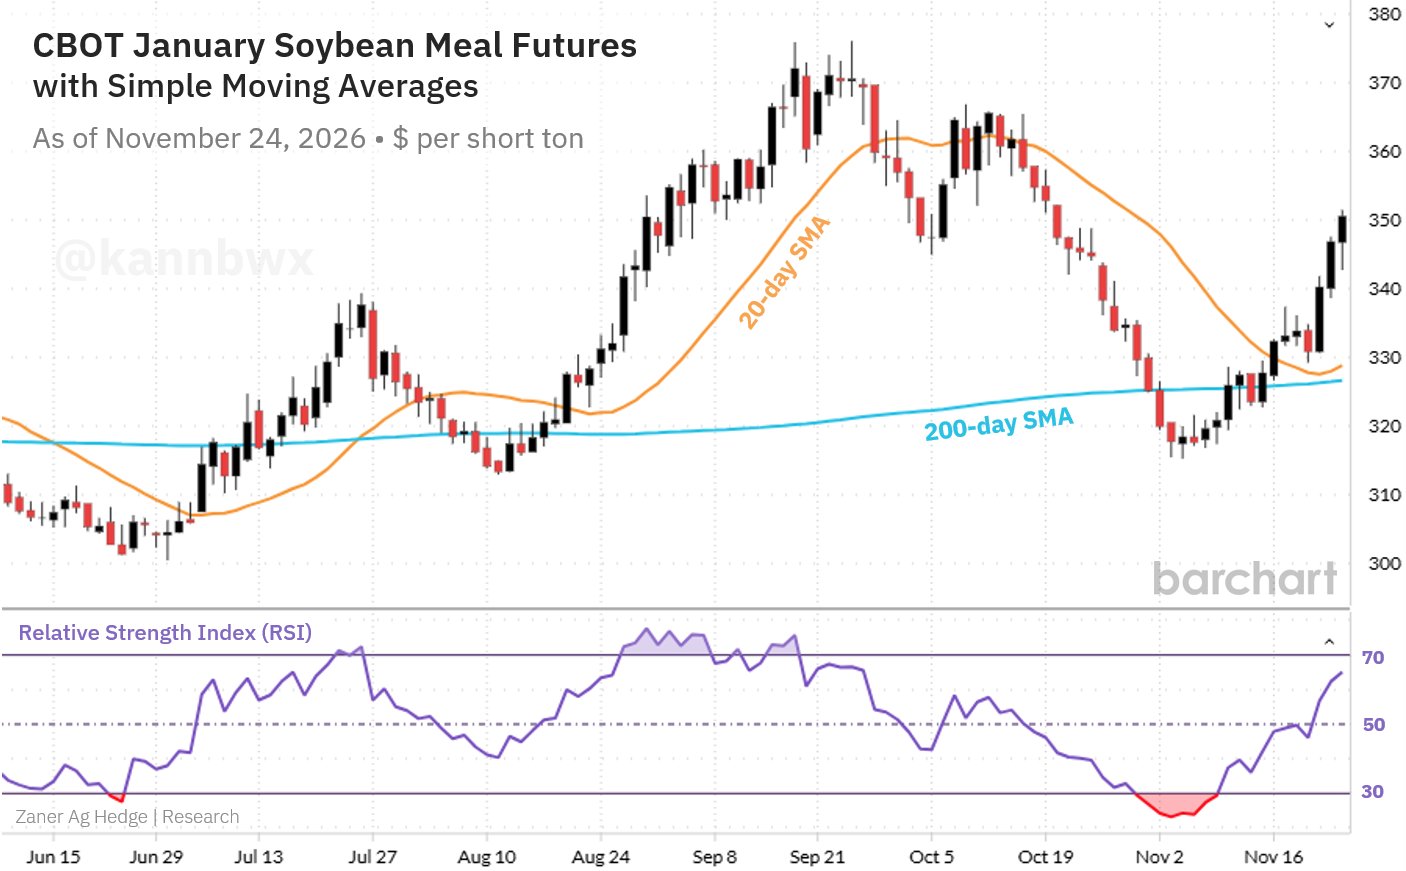 CBOT January Soybean Meal Futures
with Simple Moving Averages
As of November 24, 2026 • $ per short ton
@kannbwx
380
370
360
350
340
330
320
310
300
20-day SMA
200-day SMA
barchart
Relative Strength Index (RSI)
70
50
30
Zaner Ag Hedge | Research
Jun 15 Jun 29 Jul 13 Jul 27 Aug 10 Aug 24 Sep 8 Sep 21 Oct 5 Oct 19 Nov 2 Nov 16